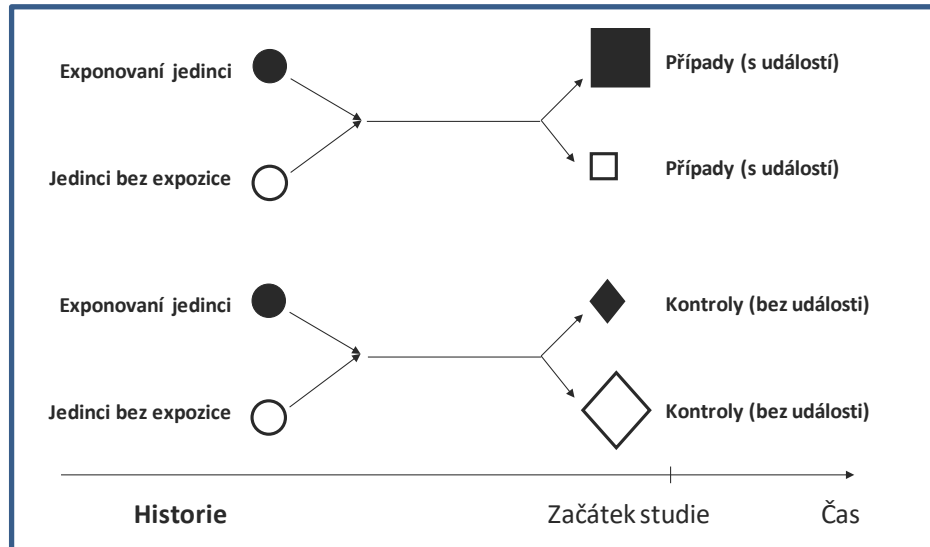 Exponovaní jedinci
Případy (s událostí)
Jedinci bez expozice
Případy (s událostí)
Exponovaní jedinci
Kontroly (bez události)
Jedinci bez expozice
Kontroly (bez události)
Historie
Začátek studie
Čas